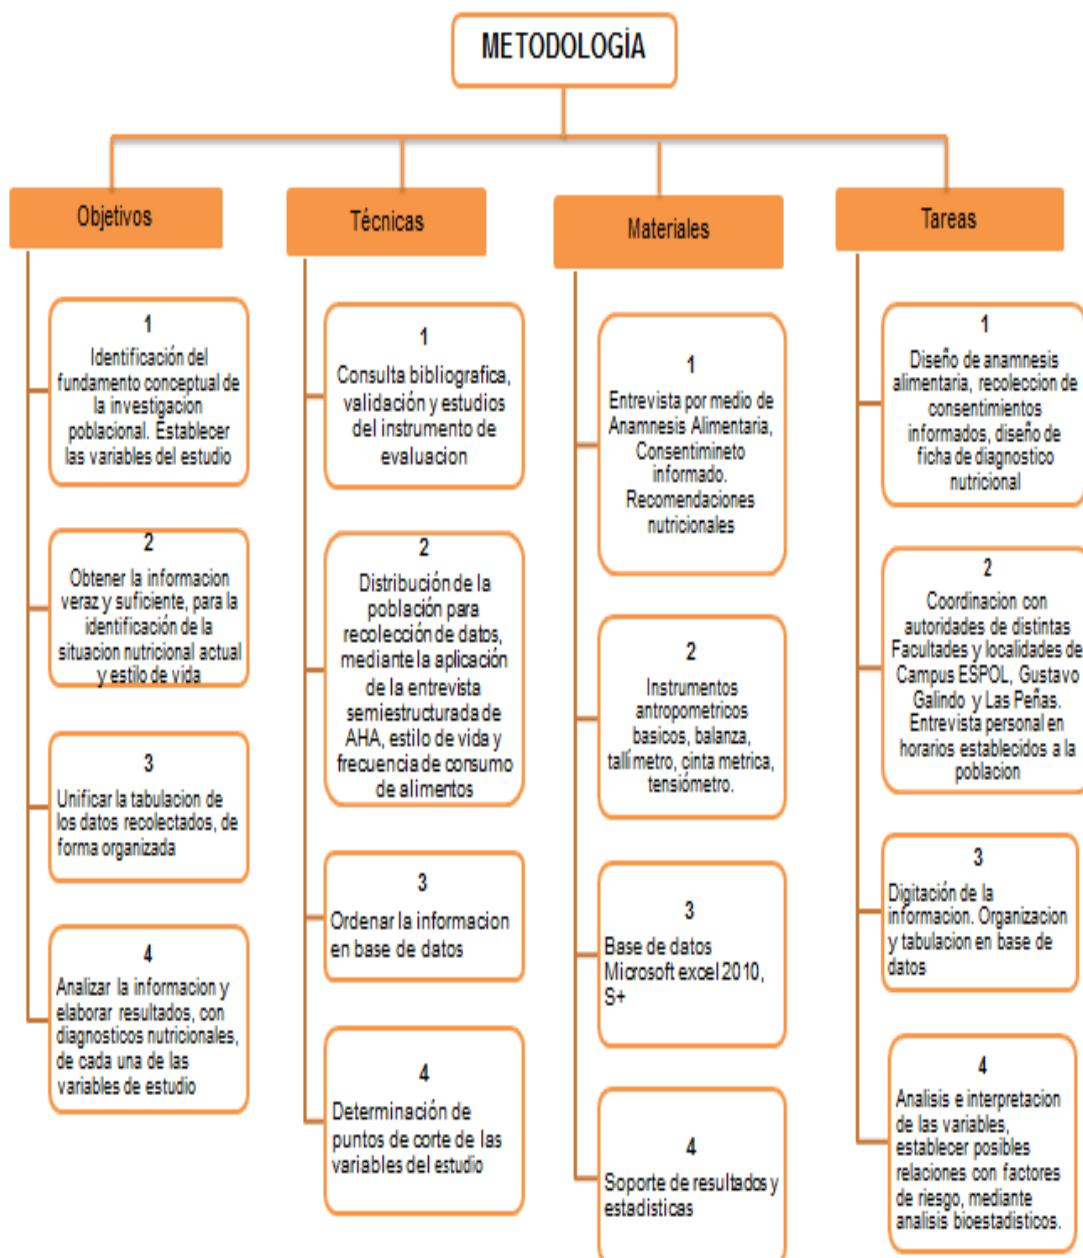 METODOLOGİA
Objetivos
1
Identificación del
fundamento conceptual de
la investigacion
poblacional. Establecer
las variables del estudio
2
Obtener la informacion
veraz y suficiente, para la
identificación de la
situacion nutricional actual
y estilo de vida
3
Unificar la tabulacion de
los datos recolectados, de
forma organizada
4
Analizar la informacion y
elaborar resultados, con
diagnosticos nutricionales,
de cada una de las
variables de estudio
Técnicas
1
Consulta bibliografica,
validación y estudios
del instrumento de
evaluacion
2
Distribución de la
población para
recolección de datos,
mediante la aplicación
de la entrevista
semiestructurada de
AHA, estilo de vida y
frecuencia de consumo
de alimentos
3
Ordenar la informacion
en base de datos
4
Determinación de
puntos de corte de las
variables del estudio
Materiales
1
Entrevista por medio de
Anamnesis Alimentaria,
Consentimineto
informado.
Recomendaciones
nutricionales
2
Instrumentos
antropometricos
basicos, balanza,
tallímetro, cinta metrica,
tensiómetro.
3
Base de datos
Microsoft excel 2010,
S+
4
Soporte de resultados y
estadisticas
Tareas
1
Diseño de anamnesis
alimentaria, recoleccion de
consentimientos
informados, diseño de
ficha de diagnostico
nutricional
2
Coordinacion con
autoridades de distintas
Facultades y localidades de
Campus ESPOL, Gustavo
Galindo y Las Peñas.
Entrevista personal en
horarios establecidos a la
poblacion
3
Digitación de la
informacion. Organizacion
y tabulacion en base de
datos
4
Analisis e interpretacion
de las variables,
establecer posibles
relaciones con factores
de riesgo, mediante
analisis bioestadisticos.